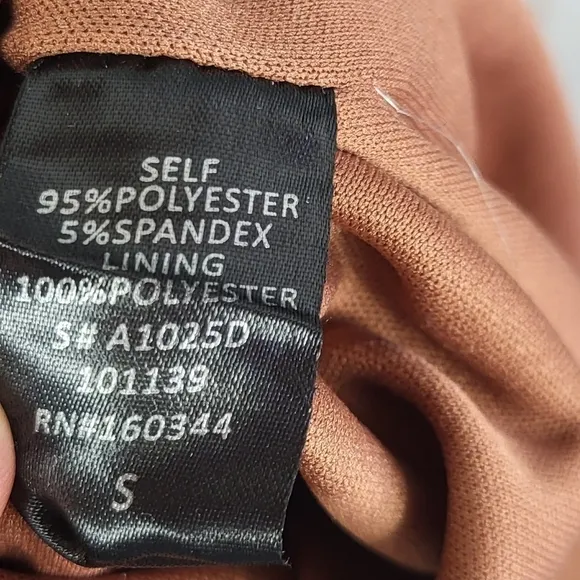 SELF
95%POLYESTER
5%SPANDEX
LINING
100%POLYESTER
S# A1025D
101139
RN#160344
S